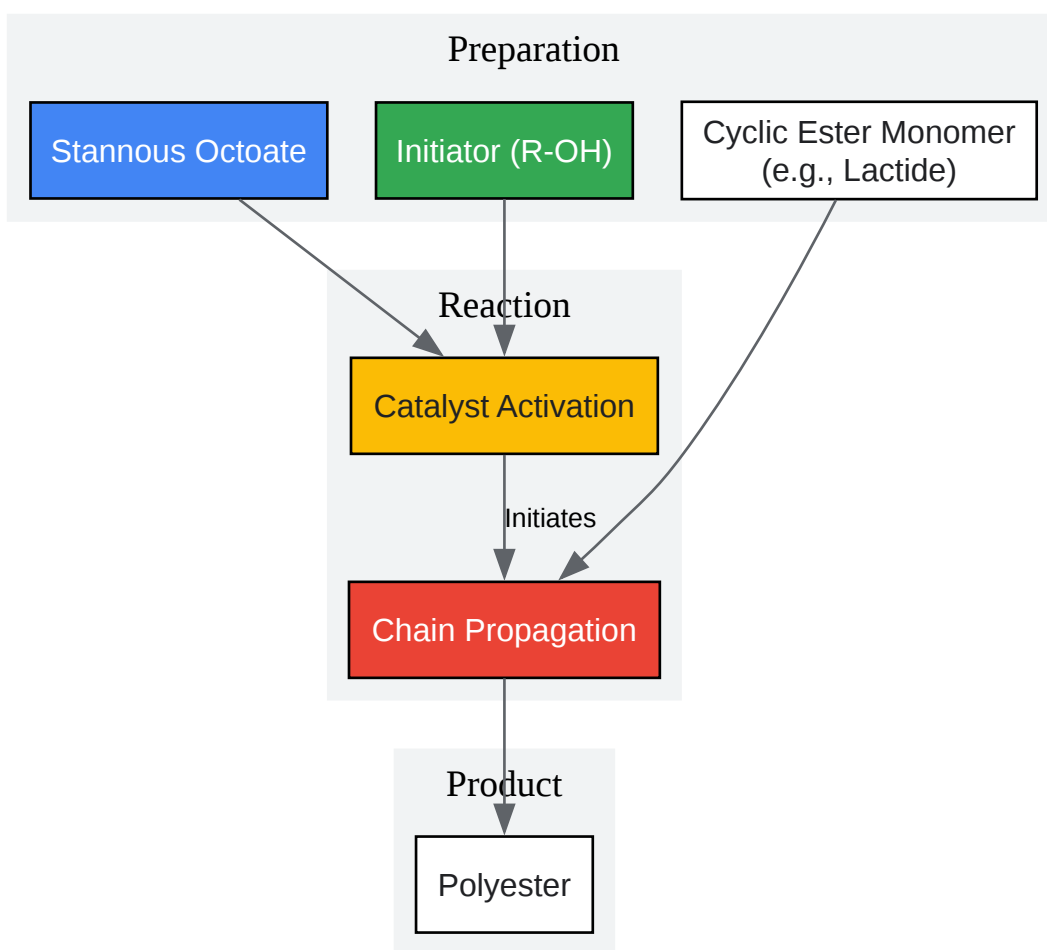 Preparation
Stannous Octoate
Initiator (R-OH)
Cyclic Ester Monomer
(e.g., Lactide)
Reaction
Catalyst Activation
Initiates
Chain Propagation
Product
Polyester